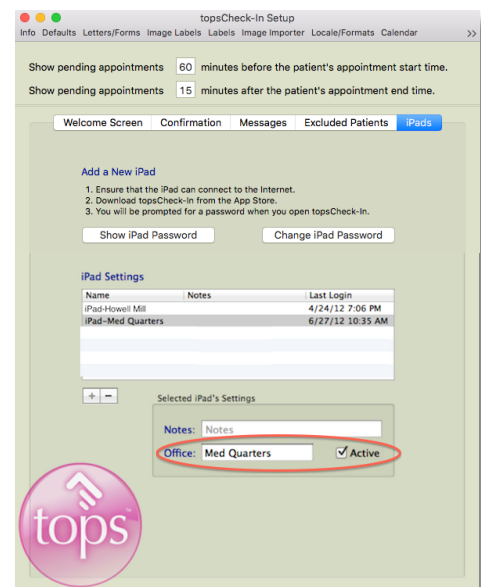 topsCheck-In Setup
Info Defaults Letters/Forms Image Labels Labels Image Importer Locale/Formats Calendar >>
Show pending appointments 60 minutes before the patient's appointment start time.
Show pending appointments 15 minutes after the patient's appointment end time.
Welcome Screen Confirmation Messages Excluded Patients iPads
Add a New iPad
1. Ensure that the iPad can connect to the Internet.
2. Download topsCheck-In from the App Store.
3. You will be prompted for a password when you open topsCheck-In.
Show iPad Password Change iPad Password
iPad Settings
Name Notes Last Login
iPad-Howell Mill 4/24/12 7:06 PM
iPad-Med Quarters 6/27/12 10:35 AM
+ −
Selected iPad's Settings
Notes: Notes
Office: Med Quarters Active
tops